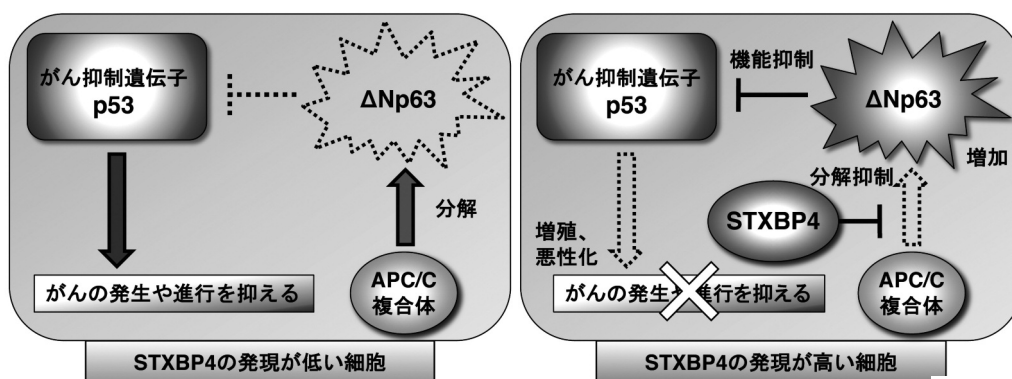 がん抑制遺伝子
p53
ΔNp63
分解
がんの発生や進行を抑える
APC/C
複合体
STXBP4の発現が低い細胞
がん抑制遺伝子
p53
機能抑制
ΔNp63
増加
分解抑制
STXBP4
増殖、
悪性化
がんの発生や進行を抑える
APC/C
複合体
STXBP4の発現が高い細胞